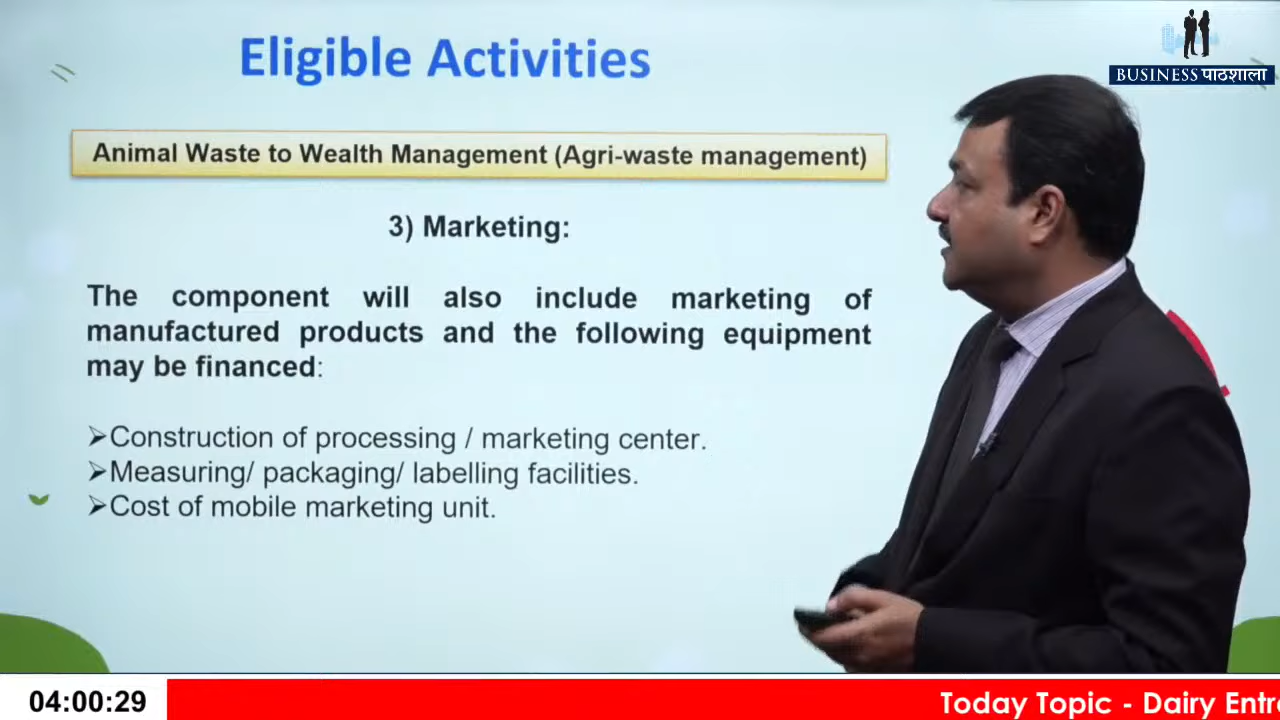 Eligible Activities
BUSINESS पाठशाला
Animal Waste to Wealth Management (Agri-waste management)
3) Marketing:
The component will also include marketing of
manufactured products and the following equipment
may be financed:
➢Construction of processing / marketing center.
➢Measuring/ packaging/ labelling facilities.
➢Cost of mobile marketing unit.
04:00:29
Today Topic - Dairy Entre